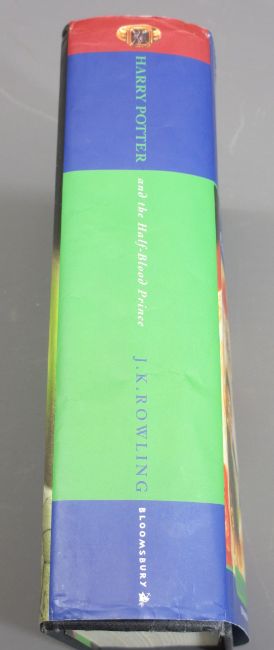 HARRY POTTER
and the Half-Blood Prince
J.K. ROWLING
BLOOMSBURY